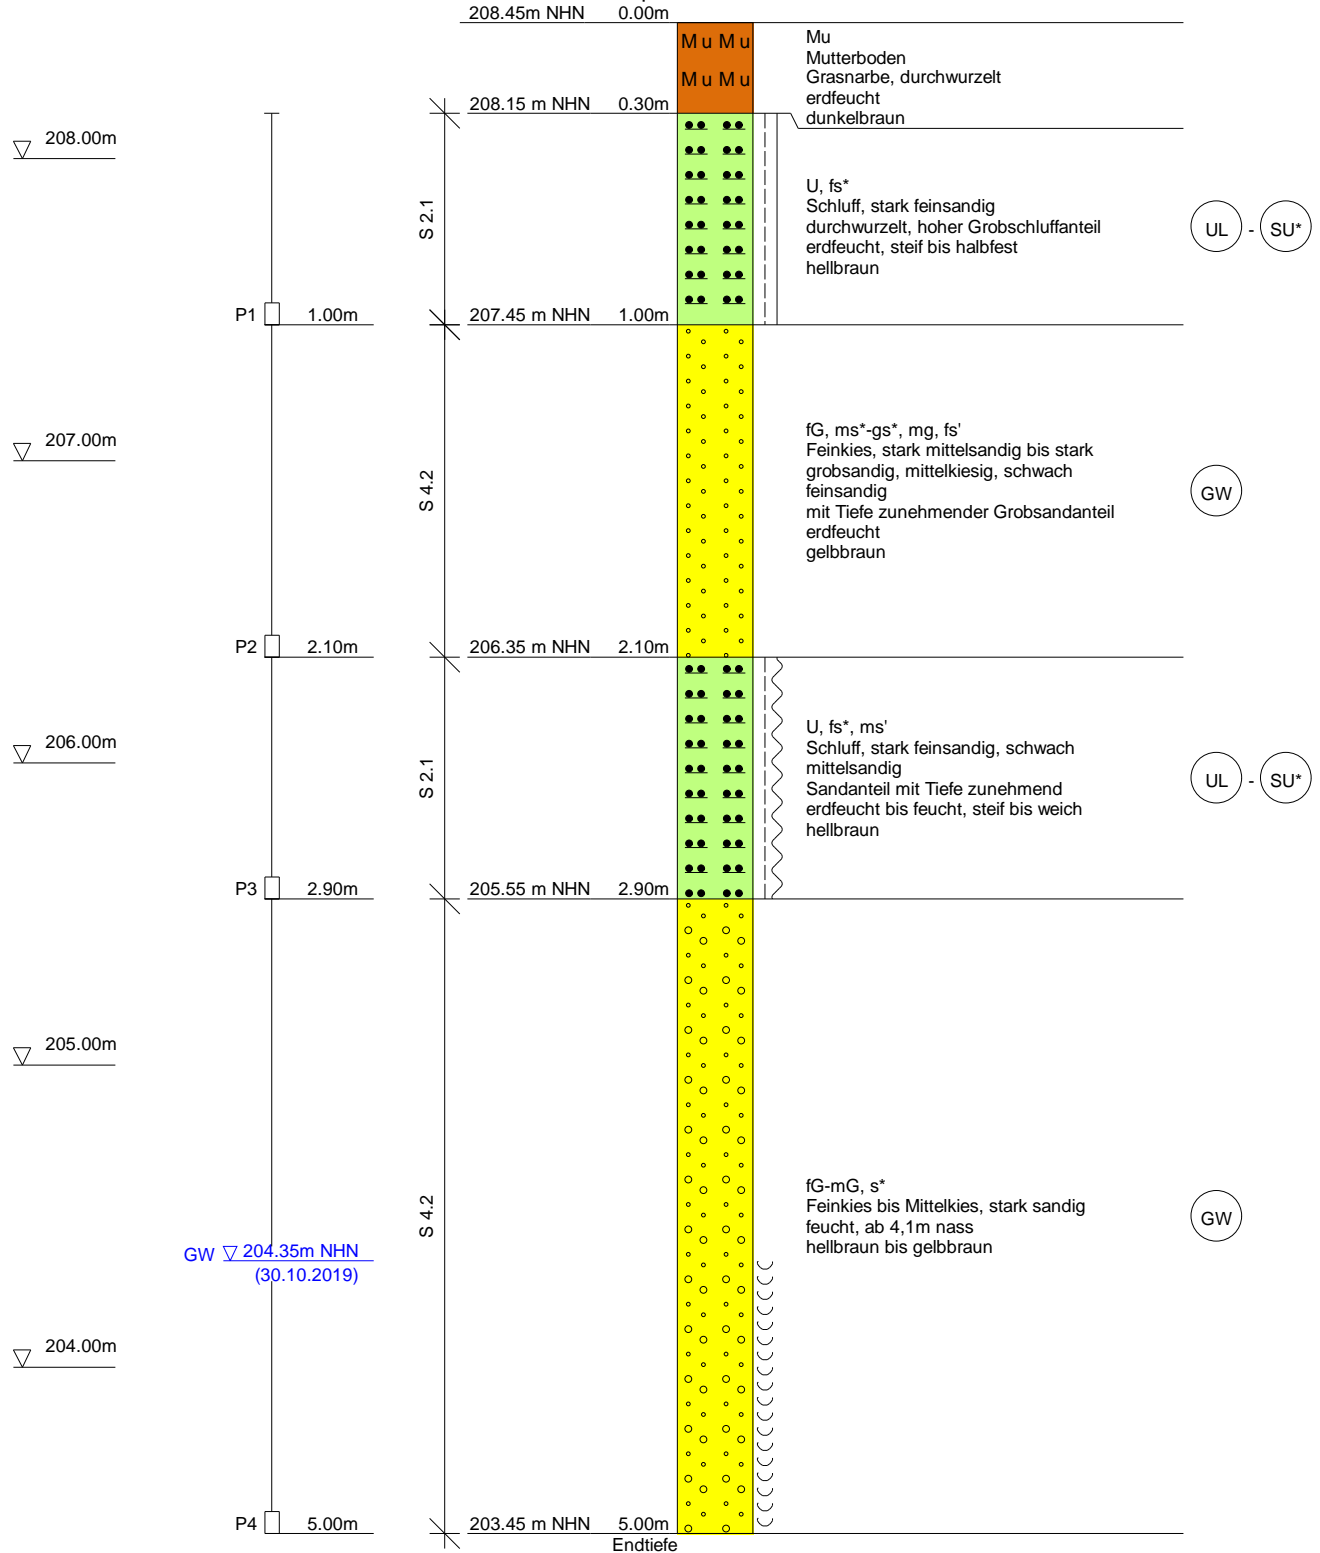 208.45m NHN 0.00m
Mu Mu
Mu Mu
Mu
Mutterboden
Grasnarbe, durchwurzelt
erdfeucht
dunkelbraun
208.15 m NHN 0.30m
208.00m
S 2.1
U, fs*
Schluff, stark feinsandig
durchwurzelt, hoher Grobschluffanteil
erdfeucht, steif bis halbfest
hellbraun
UL - SU*
P1 1.00m
207.45 m NHN 1.00m
207.00m
S 4.2
fG, ms*-gs*, mg, fs'
Feinkies, stark mittelsandig bis stark
grobsandig, mittelkiesig, schwach
feinsandig
mit Tiefe zunehmender Grobsandanteil
erdfeucht
gelbbraun
GW
P2 2.10m
206.35 m NHN 2.10m
206.00m
S 2.1
U, fs*, ms'
Schluff, stark feinsandig, schwach
mittelsandig
Sandanteil mit Tiefe zunehmend
erdfeucht bis feucht, steif bis weich
hellbraun
UL - SU*
P3 2.90m
205.55 m NHN 2.90m
205.00m
S 4.2
fG-mG, s*
Feinkies bis Mittelkies, stark sandig
feucht, ab 4,1m nass
hellbraun bis gelbbraun
GW
GW 204.35m NHN
(30.10.2019)
204.00m
P4 5.00m
203.45 m NHN 5.00m
Endtiefe